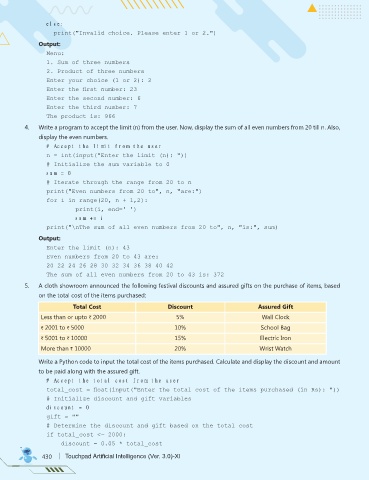 else:
print("Invalid choice. Please enter 1 or 2.")
Output:
Menu:
1. Sum of three numbers
2. Product of three numbers
Enter your choice (1 or 2): 2
Enter the first number: 23
Enter the second number: 6
Enter the third number: 7
The product is: 966
4. Write a program to accept the limit (n) from the user. Now, display the sum of all even numbers from 20 till n. Also,
display the even numbers.
# Accept the limit from the user
n = int(input("Enter the limit (n): "))
# Initialize the sum variable to 0
sum = 0
# Iterate through the range from 20 to n
print("Even numbers from 20 to", n, "are:")
for i in range(20, n + 1,2):
print(i, end=' ')
sum += i
print("\nThe sum of all even numbers from 20 to", n, "is:", sum)
Output:
Enter the limit (n): 43
Even numbers from 20 to 43 are:
20 22 24 26 28 30 32 34 36 38 40 42
The sum of all even numbers from 20 to 43 is: 372
5. A cloth showroom announced the following festival discounts and assured gifts on the purchase of items, based
on the total cost of the items purchased:
Total Cost Discount Assured Gift
Less than or upto ₹ 2000 5% Wall Clock
₹ 2001 to ₹ 5000 10% School Bag
₹ 5001 to ₹ 10000 15% Electric Iron
More than ₹ 10000 20% Wrist Watch
Write a Python code to input the total cost of the items purchased. Calculate and display the discount and amount
to be paid along with the assured gift.
# Accept the total cost from the user
total_cost = float(input("Enter the total cost of the items purchased (in Rs): "))
# Initialize discount and gift variables
discount = 0
gift = ""
# Determine the discount and gift based on the total cost
if total_cost <= 2000:
discount = 0.05 * total_cost
430 Touchpad Artificial Intelligence (Ver. 3.0)-XI